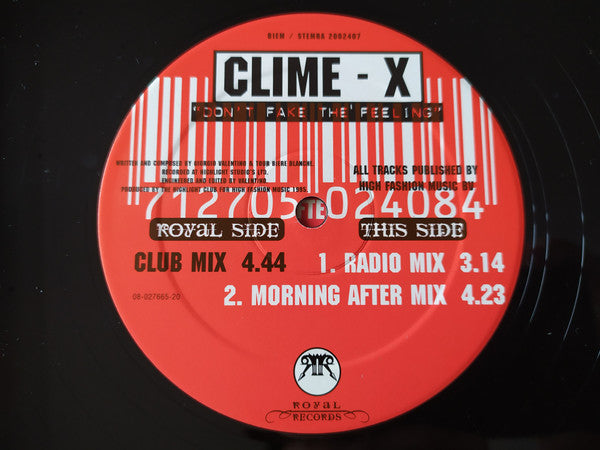 BIEM / STEMRA 2002407
CLIME - X
"DON'T FAKE THE FEELING"
WRITTEN AND COMPOSED BY GIORGIO VALENTINO & TOUR BIERE BLANCHE.
RECORDED AT HIGHLIGHT STUDIO'S LTD.
ENGINEERED AND EDITED BY VALENTINO.
PRODUCED BY THE HIGHLIGHT CLUB FOR HIGH FASHION MUSIC 1995.
ALL TRACKS PUBLISHED BY
HIGH FASHION MUSIC BV.
712705 024084
ROYAL SIDE
THIS SIDE
CLUB MIX 4.44
1. RADIO MIX 3.14
2. MORNING AFTER MIX 4.23
08-027665-20
ROYAL
RECORDS